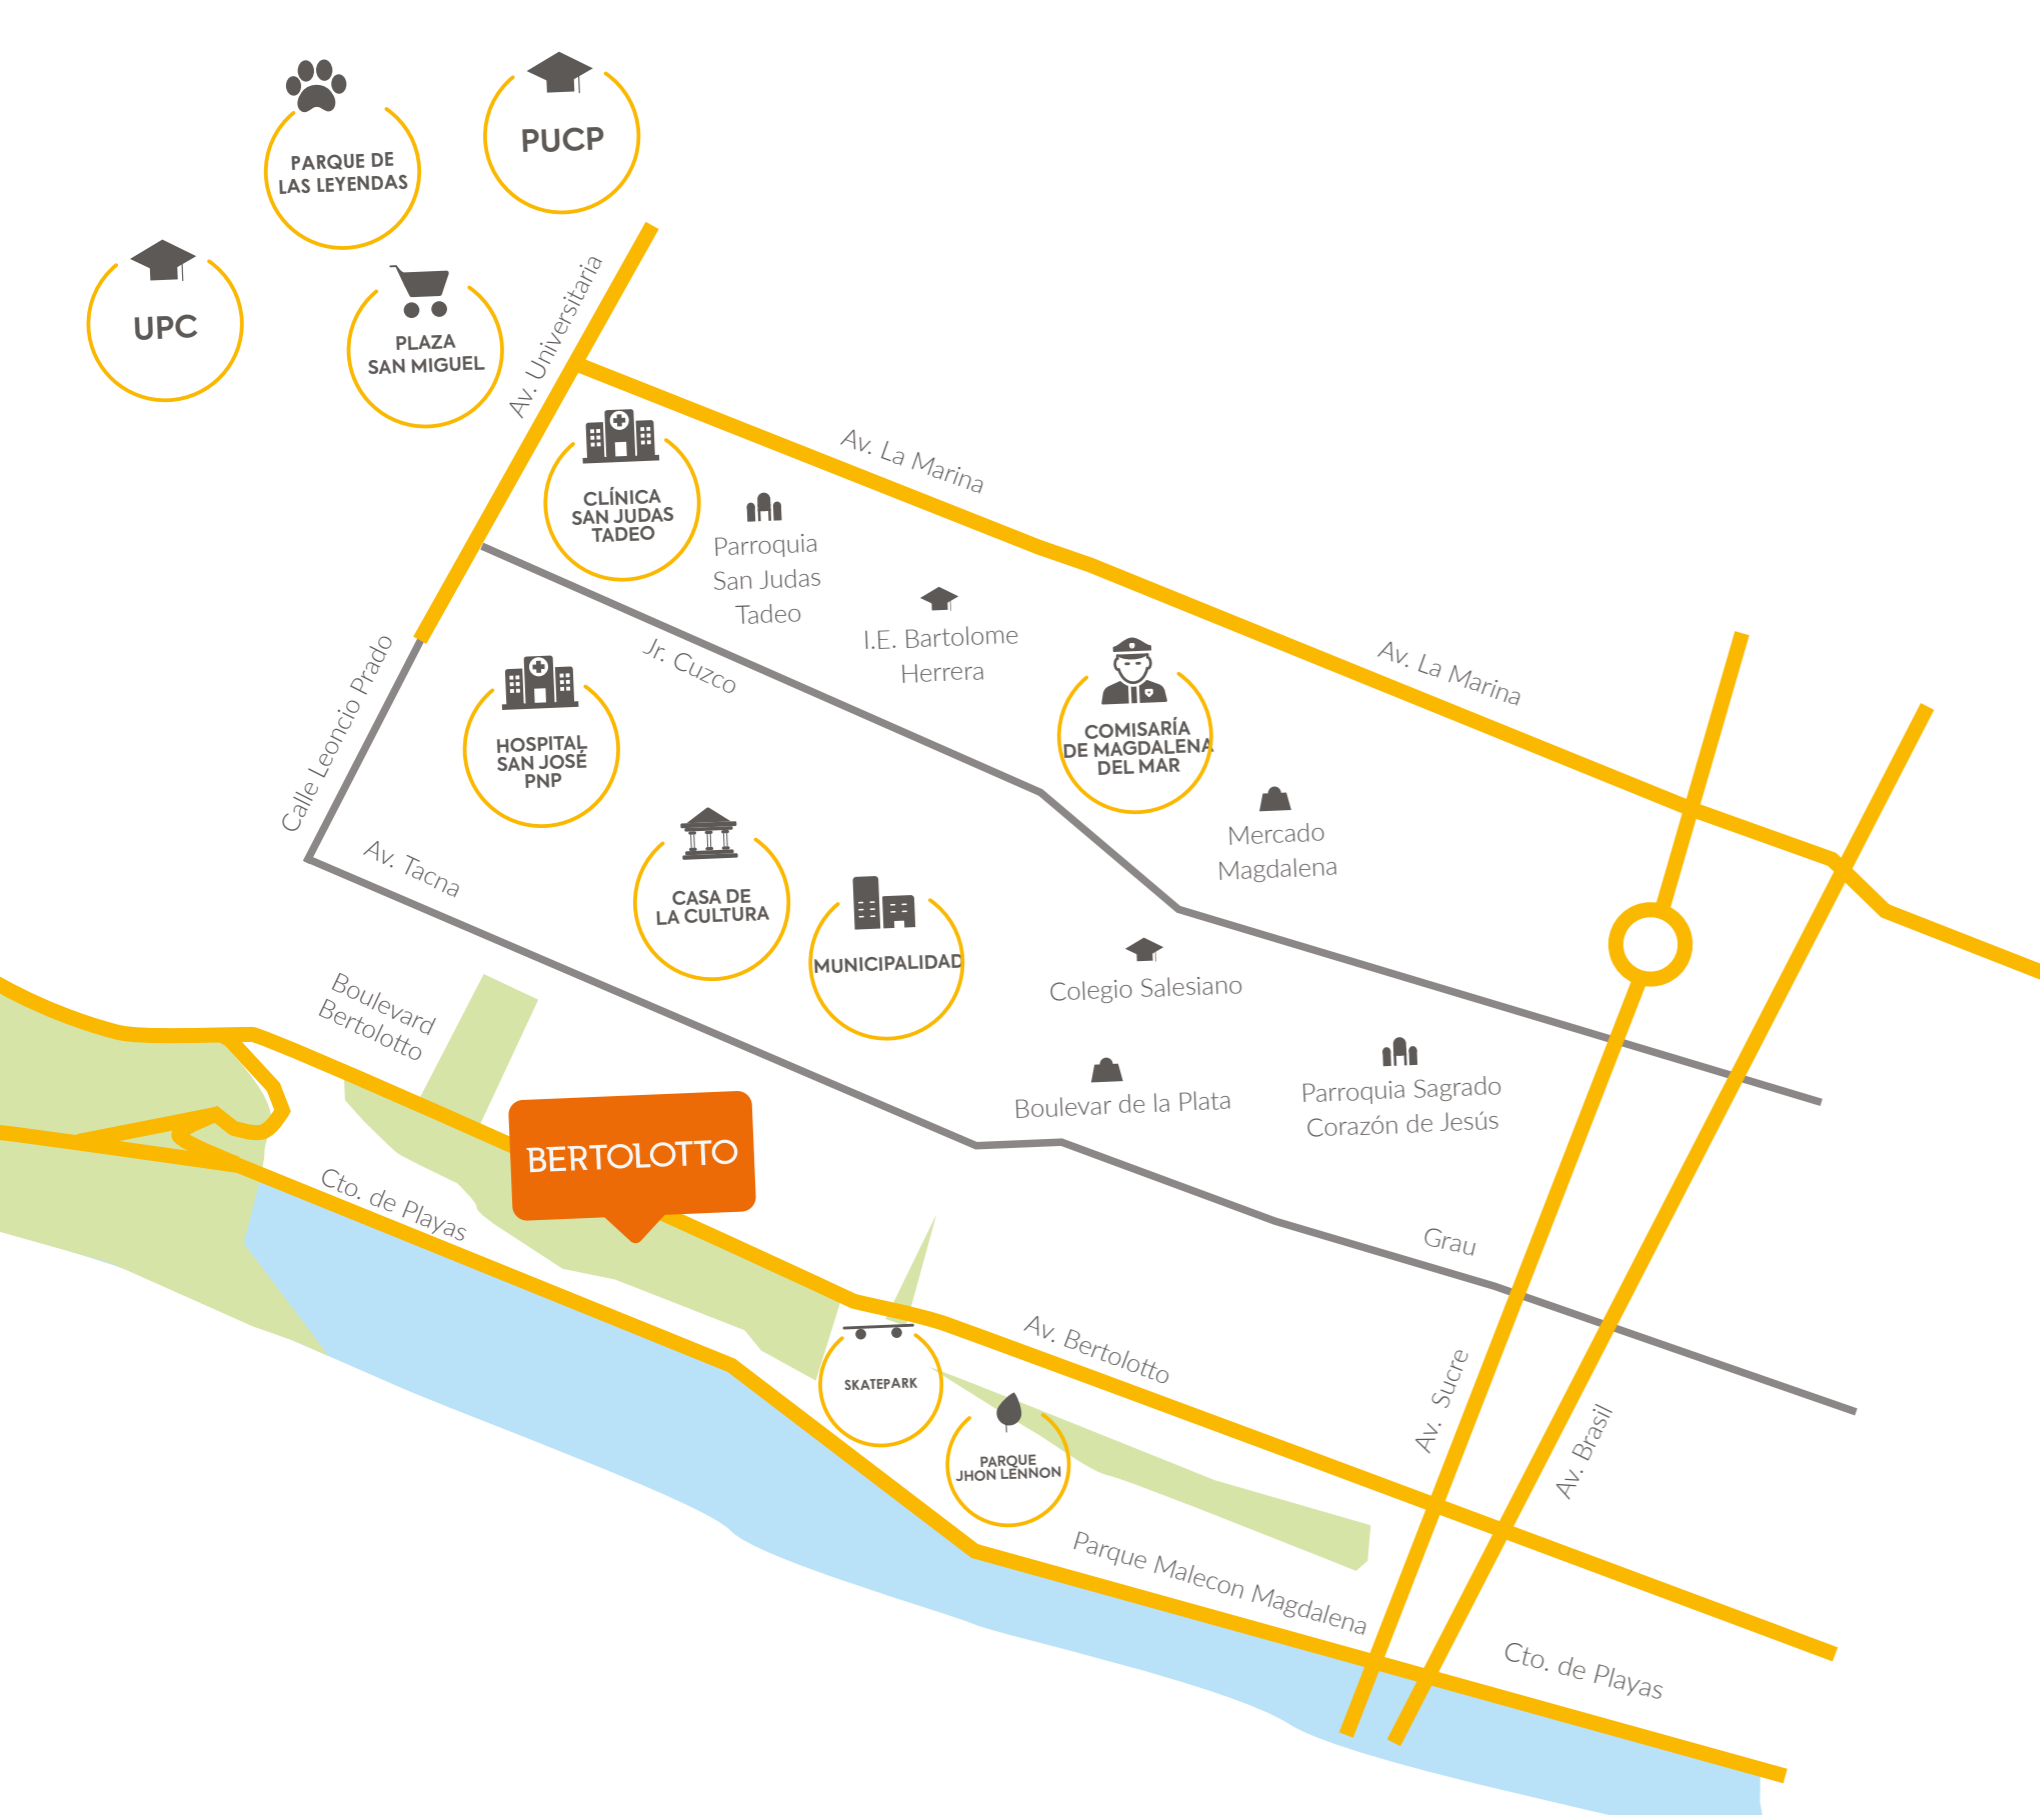 PUCP
PARQUE DE
LAS LEYENDAS
UPC
PLAZA
SAN MIGUEL
Av. Universitaria
Av. La Marina
CLÍNICA
SAN JUDAS
TADEO
Parroquia
San Judas
Tadeo
I.E. Bartolome
Herrera
Jr. Cuzco
Calle Leoncio Prado
HOSPITAL
SAN JOSÉ
PNP
COMISARÍA
DE MAGDALENA
DEL MAR
Av. La Marina
Mercado
Magdalena
Av. Tacna
CASA DE
LA CULTURA
MUNICIPALIDAD
Colegio Salesiano
Boulevard
Bertolotto
Boulevar de la Plata
Parroquia Sagrado
Corazón de Jesús
BERTOLOTTO
Cto. de Playas
Grau
Av. Bertolotto
SKATEPARK
Av. Sucre
Av. Brasil
PARQUE
JHON LENNON
Parque Malecon Magdalena
Cto. de Playas